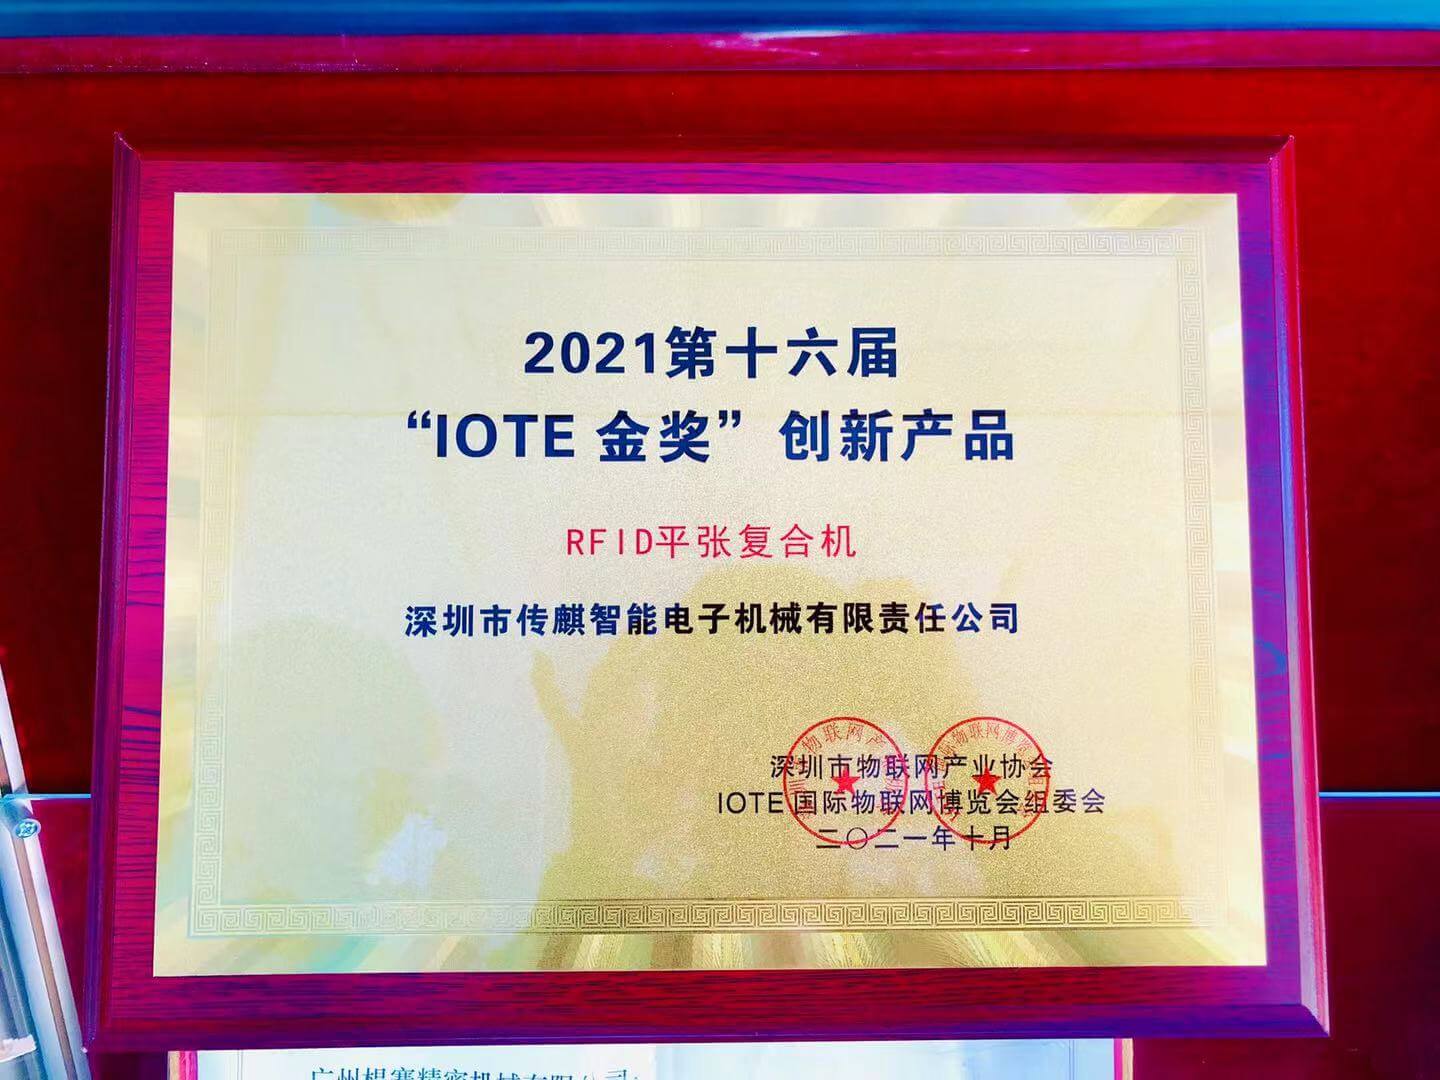 2021第十六届
“IOTE 金奖”创新产品
RFID平张复合机
深圳市传麒智能电子机械有限责任公司
深圳市物联网产业协会
IOTE国际物联网博览会组委会
二〇二一年十月